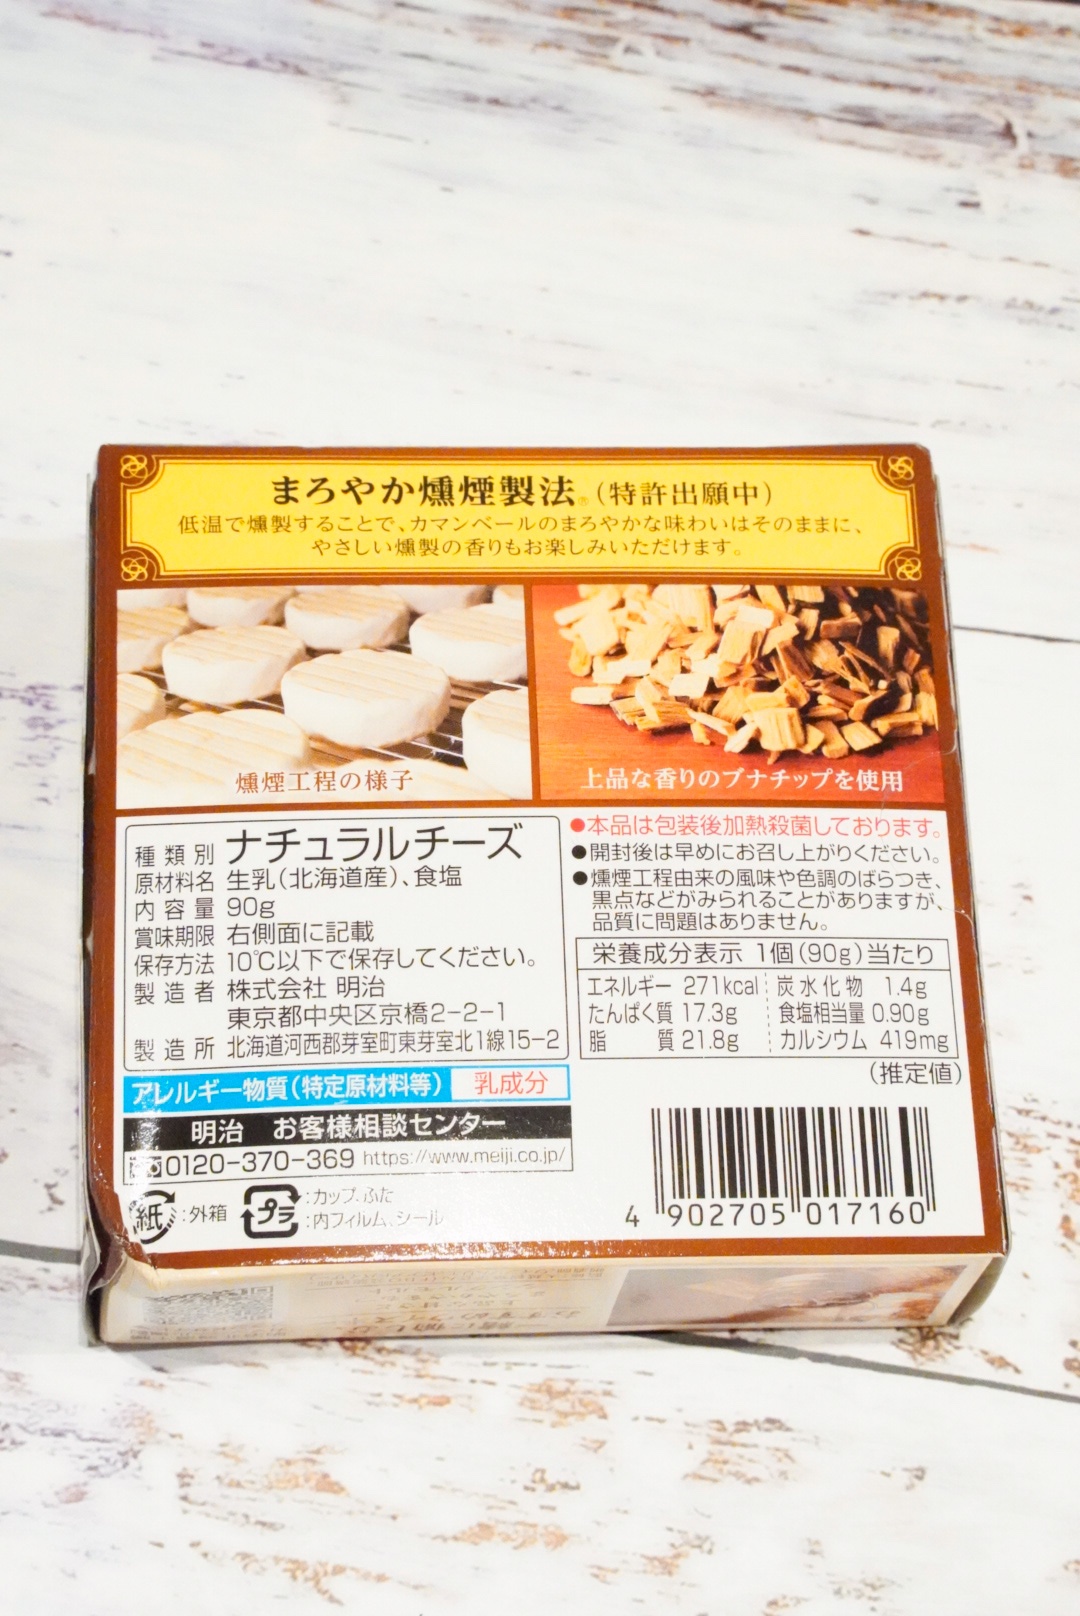 まろやか燻煙製法®(特許出願中)
低温で燻製することで、カマンベールのまろやかな味わいはそのままに、
やさしい燻製の香りもお楽しみいただけます。
燻煙工程の様子
上品な香りのブナチップを使用
種類別 ナチュラルチーズ
原材料名 生乳(北海道産)、食塩
内容量 90g
賞味期限 右側面に記載
保存方法 10℃以下で保存してください。
製造者 株式会社 明治
東京都中央区京橋2-2-1
製造所 北海道河西郡芽室町東芽室北1線15-2
アレルギー物質(特定原材料等) 乳成分
明治 お客様相談センター
0120-370-369 https://www.meiji.co.jp/
紙:外箱
プラ:カップ、ふた
:内フィルム、シール
●本品は包装後加熱殺菌しております。
●開封後は早めにお召し上がりください。
●燻煙工程由来の風味や色調のばらつき、
黒点などがみられることがありますが、
品質に問題はありません。
栄養成分表示 1個(90g)当たり
エネルギー 271kcal 炭水化物 1.4g
たんぱく質 17.3g 食塩相当量 0.90g
脂質 21.8g カルシウム 419mg
(推定値)
4 902705 017160